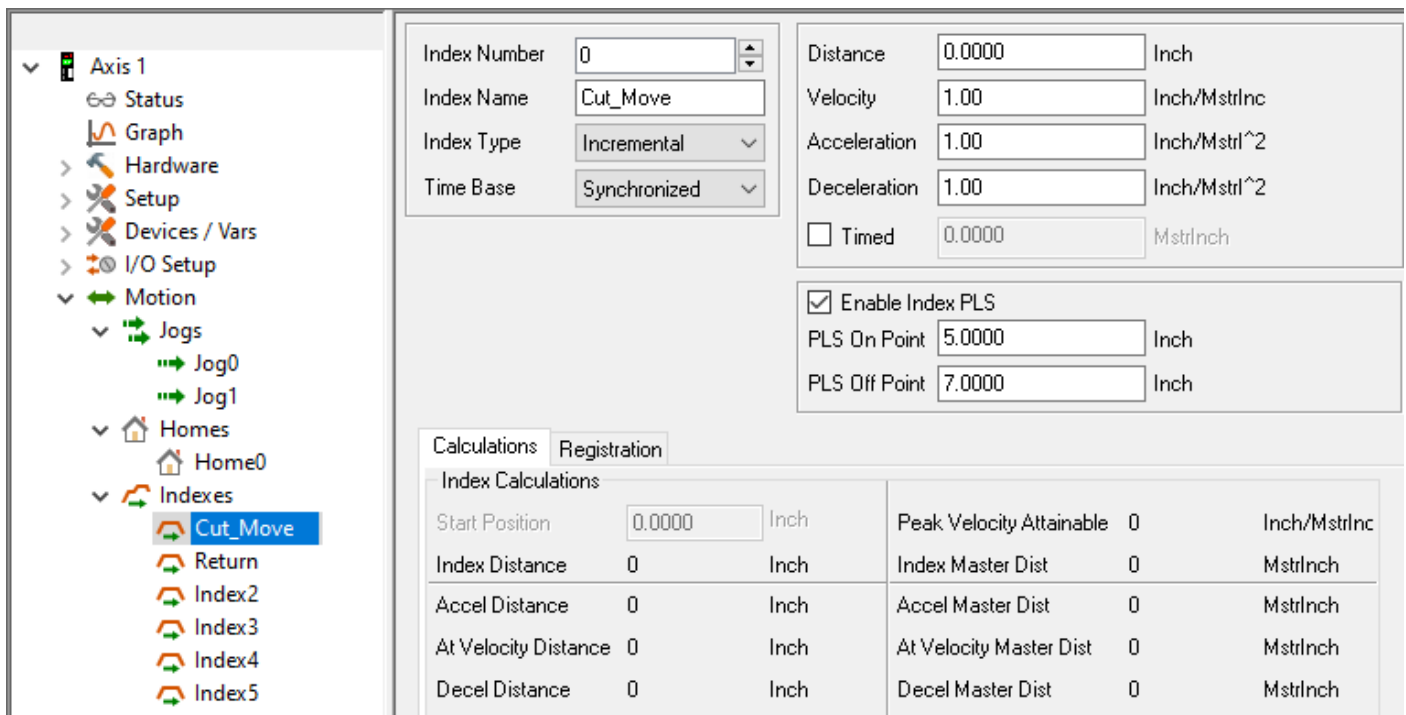 Axis 1
Status
Graph
Hardware
Setup
Devices / Vars
I/O Setup
Motion
Jogs
Jog0
Jog1
Homes
Home0
Indexes
Cut_Move
Return
Index2
Index3
Index4
Index5
Index Number 0
Index Name Cut_Move
Index Type Incremental
Time Base Synchronized
Distance 0.0000 Inch
Velocity 1.00 Inch/MstrInc
Acceleration 1.00 Inch/MstrI^2
Deceleration 1.00 Inch/MstrI^2
Timed 0.0000 MstrInch
Enable Index PLS
PLS On Point 5.0000 Inch
PLS Off Point 7.0000 Inch
Calculations Registration
Index Calculations
Start Position 0.0000 Inch Peak Velocity Attainable 0 Inch/MstrInc
Index Distance 0 Inch Index Master Dist 0 MstrInch
Accel Distance 0 Inch Accel Master Dist 0 MstrInch
At Velocity Distance 0 Inch At Velocity Master Dist 0 MstrInch
Decel Distance 0 Inch Decel Master Dist 0 MstrInch